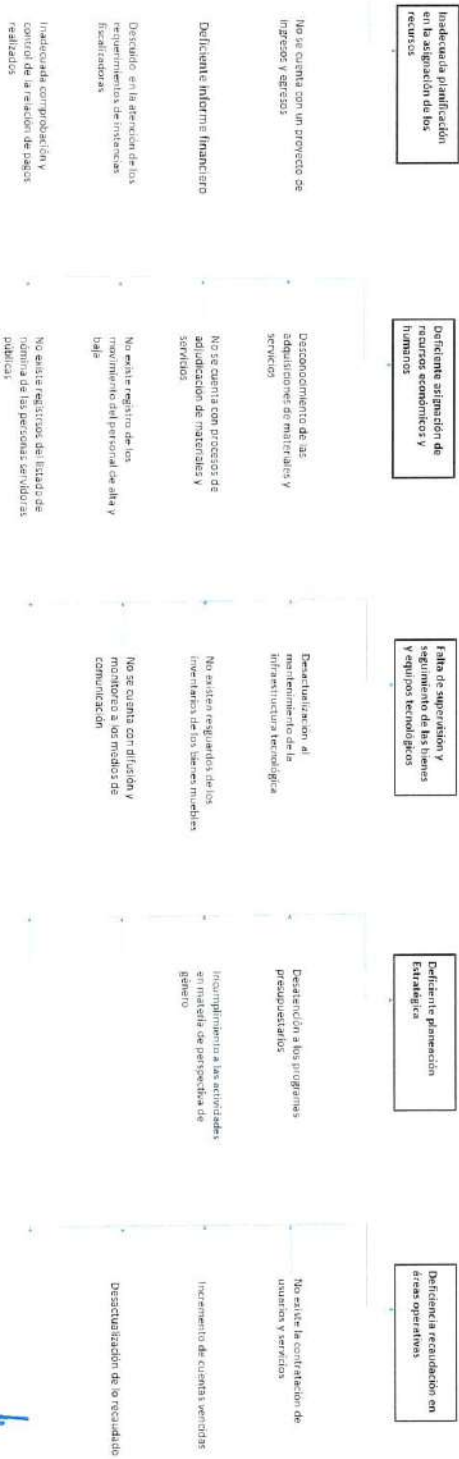 Inadecuada planificación
en la asignación de los
recursos
No se cuenta con un proyecto de
ingresos y egresos
Deficiente informe financiero
Descuido en la atención de los
requerimientos de instancias
fiscalizadoras
Inadecuada comprobación y
control de la relación de pagos
realizados
Deficiente asignación de
recursos económicos y
humanos
Desconocimiento de las
adquisiciones de materiales y
servicios
No se cuenta con procesos de
adjudicación de materiales y
servicios
No existe registro de los
movimiento del personal de alta y
baja
No existe registrsos del listado de
nómina de las personas servidoras
públicas
Falta de supervisión y
seguimiento de las bienes
y equipos tecnológicos
Desactualización al
mantenimiento de la
infraestructura tecnológica
No existen resguardos de los
inventarios de los bienes muebles
No se cuenta con difusión y
monitoreo a los medios de
comunicación
Deficiente planeación
Estratégica
Desatención a los programas
presupuestarios
Incumplimiento a las actividades
en materia de perspectiva de
género
Deficiencia recaudación en
áreas operativas
No existe la contratación de
usuarios y servicios
Incremento de cuentas vencidas
Desactualización de lo recaudado